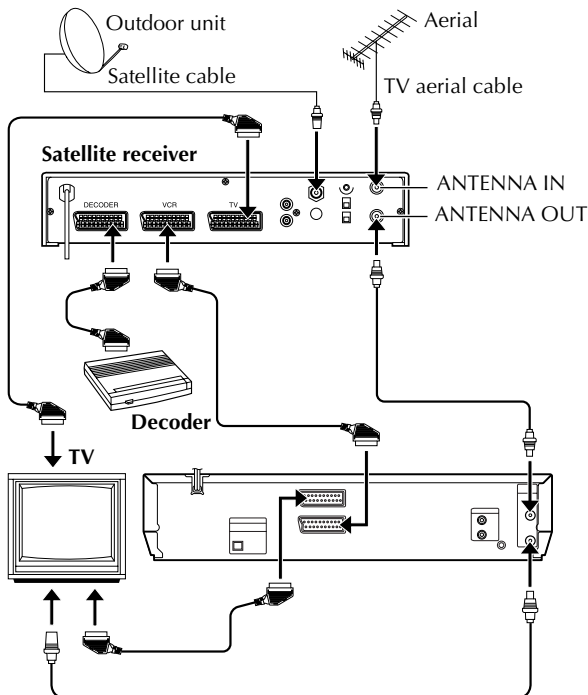 Outdoor unit
Aerial
Satellite cable
TV aerial cable
Satellite receiver
ANTENNA IN
DECODER
VCR
TV
ANTENNA OUT
Decoder
TV